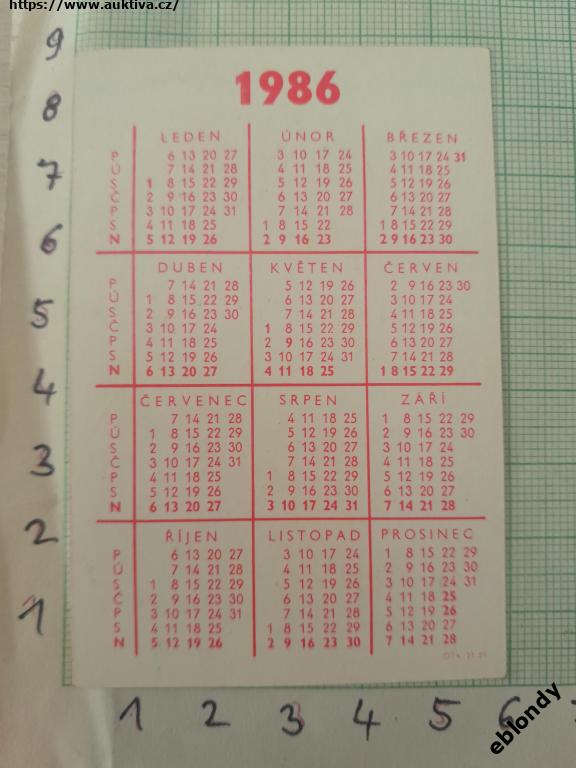 https://www.auktiva.cz/
1986
LEDEN ÚNOR BŘEZEN
P 6 13 20 27 3 10 17 24 3 10 17 24 31
Ú 7 14 21 28 4 11 18 25 4 11 18 25
S 1 8 15 22 29 5 12 19 26 5 12 19 26
Č 2 9 16 23 30 6 13 20 27 6 13 20 27
P 3 10 17 24 31 7 14 21 28 7 14 21 28
S 4 11 18 25 1 8 15 22 1 8 15 22 29
N 5 12 19 26 2 9 16 23 2 9 16 23 30
DUBEN KVĚTEN ČERVEN
P 7 14 21 28 5 12 19 26 2 9 16 23 30
Ú 1 8 15 22 29 6 13 20 27 3 10 17 24
S 2 9 16 23 30 7 14 21 28 4 11 18 25
Č 3 10 17 24 1 8 15 22 29 5 12 19 26
P 4 11 18 25 2 9 16 23 30 6 13 20 27
S 5 12 19 26 3 10 17 24 31 7 14 21 28
N 6 13 20 27 4 11 18 25 1 8 15 22 29
ČERVENEC SRPEN ZÁŘÍ
P 7 14 21 28 4 11 18 25 1 8 15 22 29
Ú 1 8 15 22 29 5 12 19 26 2 9 16 23 30
S 2 9 16 23 30 6 13 20 27 3 10 17 24
Č 3 10 17 24 31 7 14 21 28 4 11 18 25
P 4 11 18 25 1 8 15 22 29 5 12 19 26
S 5 12 19 26 2 9 16 23 30 6 13 20 27
N 6 13 20 27 3 10 17 24 31 7 14 21 28
ŘÍJEN LISTOPAD PROSINEC
P 6 13 20 27 3 10 17 24 1 8 15 22 29
Ú 7 14 21 28 4 11 18 25 2 9 16 23 30
S 1 8 15 22 29 5 12 19 26 3 10 17 24 31
Č 2 9 16 23 30 6 13 20 27 4 11 18 25
P 3 10 17 24 31 7 14 21 28 5 12 19 26
S 4 11 18 25 1 8 15 22 29 6 13 20 27
N 5 12 19 26 2 9 16 23 30 7 14 21 28
9
8
7
6
5
4
3
2
1
1 2 3 4 5 6
eblondy